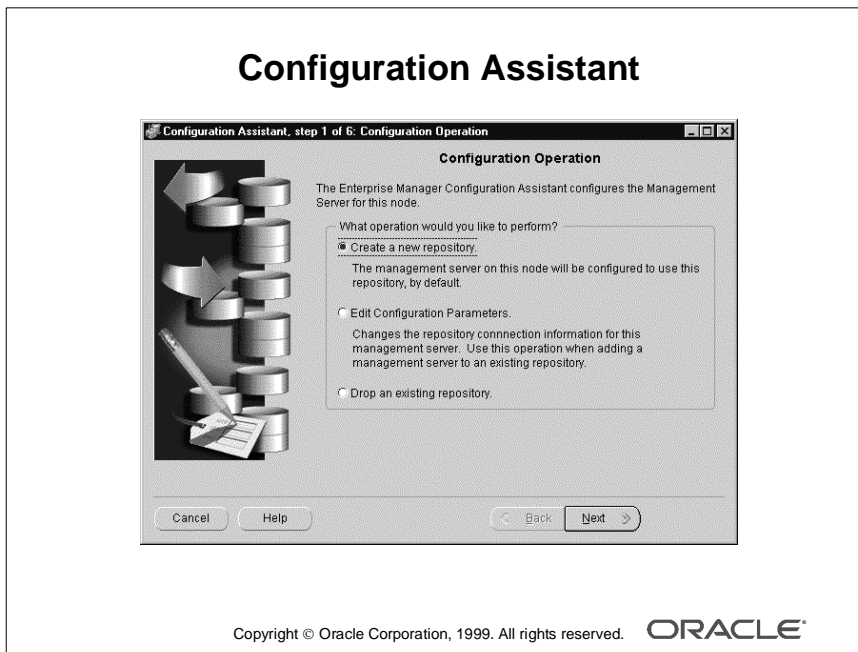 Configuration Assistant
Configuration Assistant, step 1 of 6: Configuration Operation
Configuration Operation
The Enterprise Manager Configuration Assistant configures the Management
Server for this node.
What operation would you like to perform?
Create a new repository.
The management server on this node will be configured to use this
repository, by default.
Edit Configuration Parameters.
Changes the repository connnection information for this
management server. Use this operation when adding a
management server to an existing repository.
Drop an existing repository.
Cancel
Help
Back
Next
Copyright © Oracle Corporation, 1999. All rights reserved.
ORACLE®